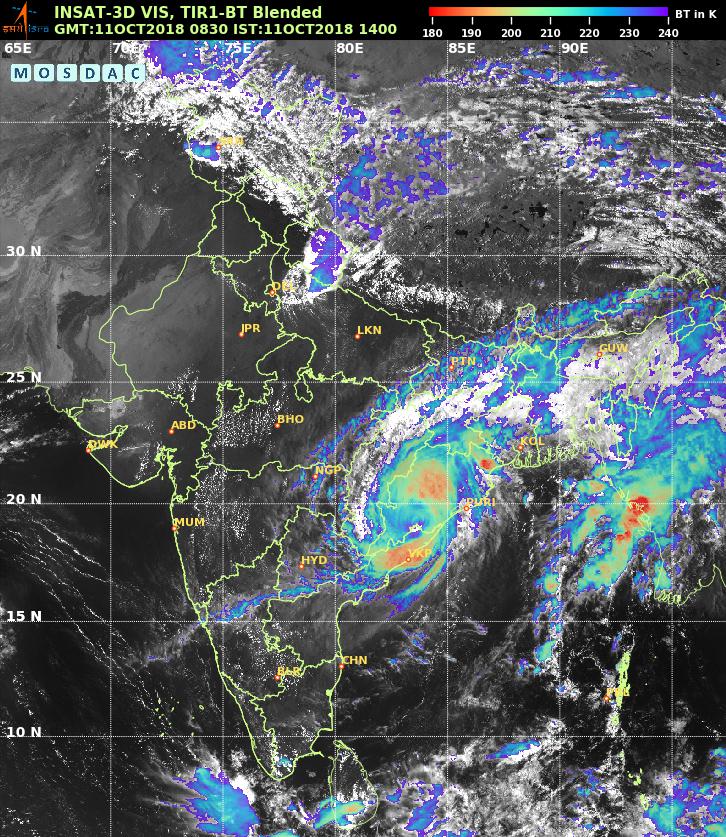 INSAT-3D VIS, TIR1-BT Blended
GMT:11OCT2018 0830 IST:11OCT2018 1400
BT in K
180 190 200 210 220 230 240
65E 70E 75E 80E 85E 90E
M O S D A C
30 N
DEL
JPR LKN
GUW
PTN
25 N
ABD BHO
DWK KOL
NGP
20 N PURI
MUM
VKP
HYD
15 N
CHN
BLR
10 N